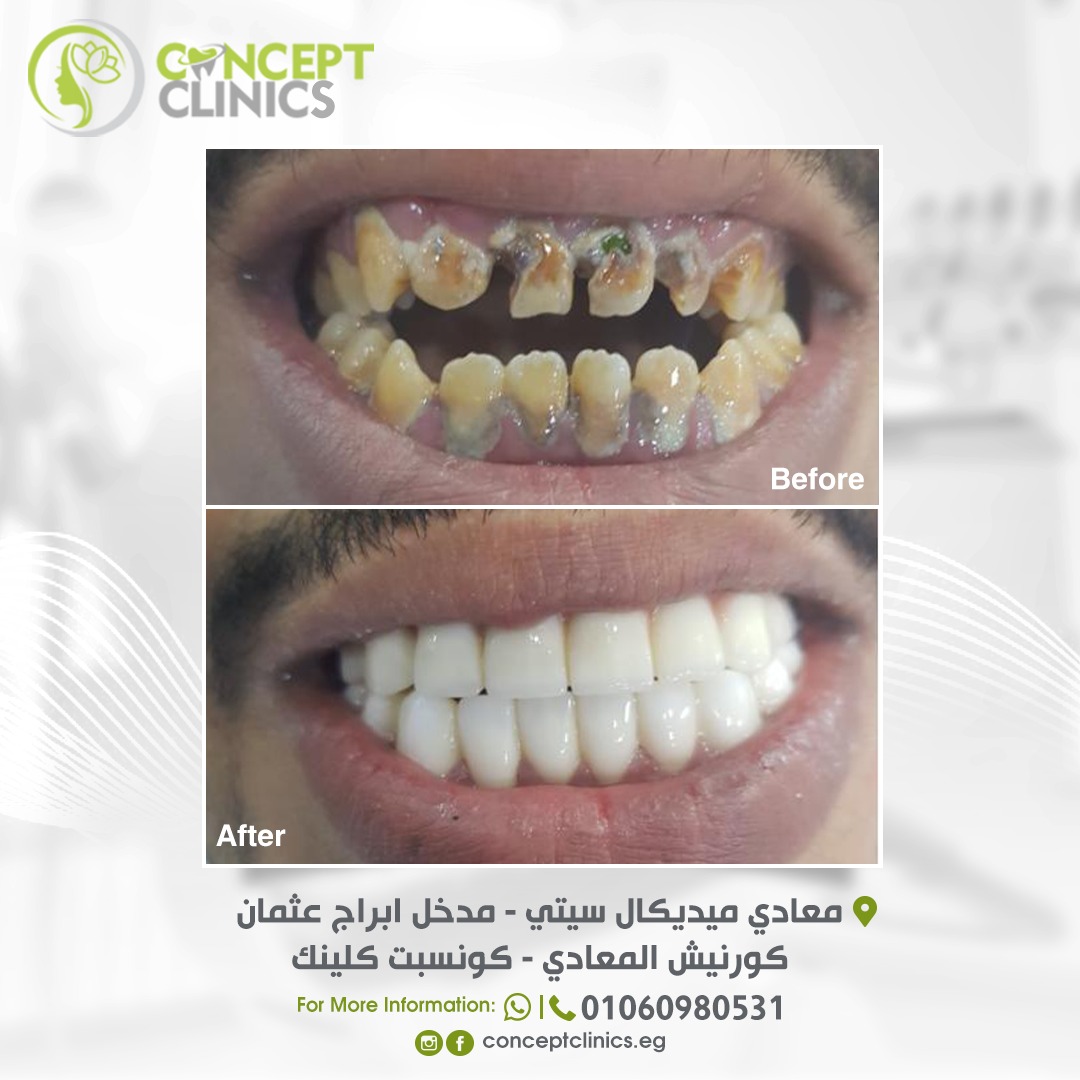 CONCEPT
CLINICS
Before
After
معادي ميديكال سيتي - مدخل ابراج عثمان
كورنيش المعادي - كونسبت كلينك
For More Information: | 01060980531
conceptclinics.eg